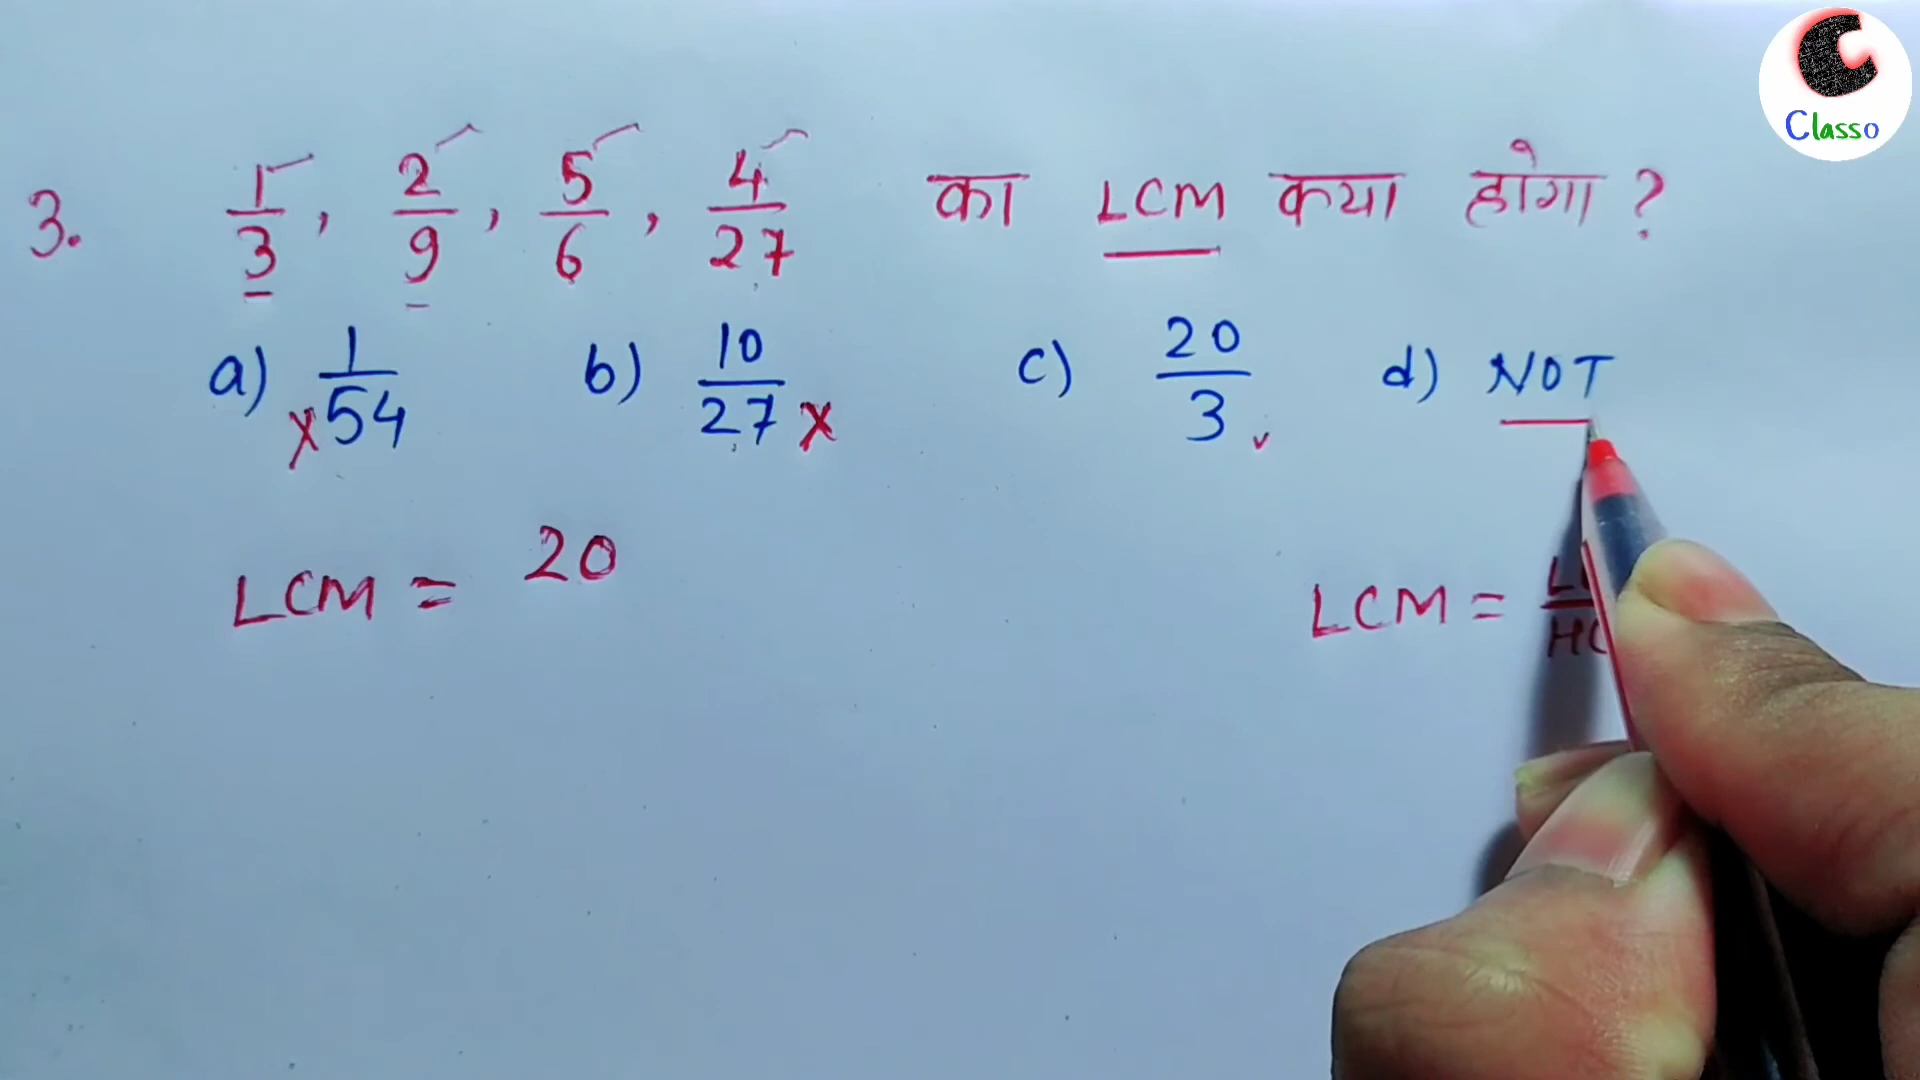 C
Classo
3. 1/3, 2/9, 5/6, 4/27 का LCM क्या होगा ?
a) 1/54 b) 10/27 c) 20/3 d) NOT
LCM = 20
LCM =